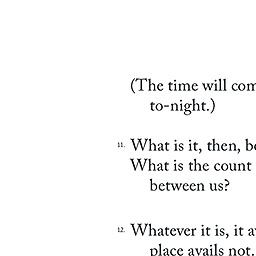 (The time will com
to-night.)
11. What is it, then, be
What is the count
between us?
12. Whatever it is, it a
place avails not.